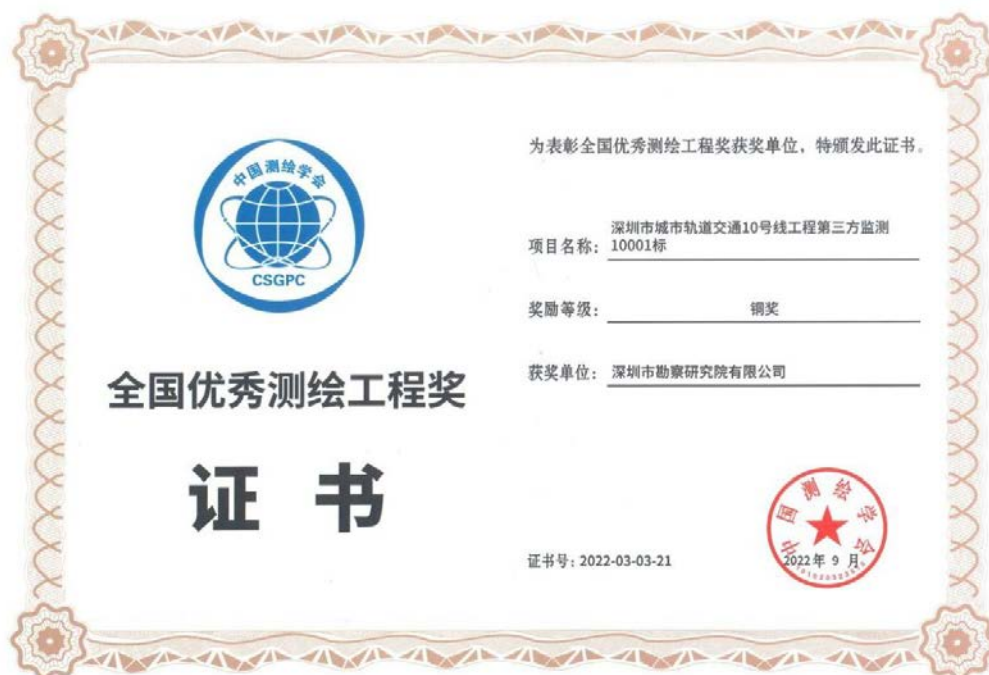 中国测绘学会
CSGPC
全国优秀测绘工程奖
证书
为表彰全国优秀测绘工程奖获奖单位，特颁发此证书。
项目名称：深圳市城市轨道交通10号线工程第三方监测
10001标
奖励等级：铜奖
获奖单位：深圳市勘察研究院有限公司
证书号：2022-03-03-21
中国测绘学会
2022年9月